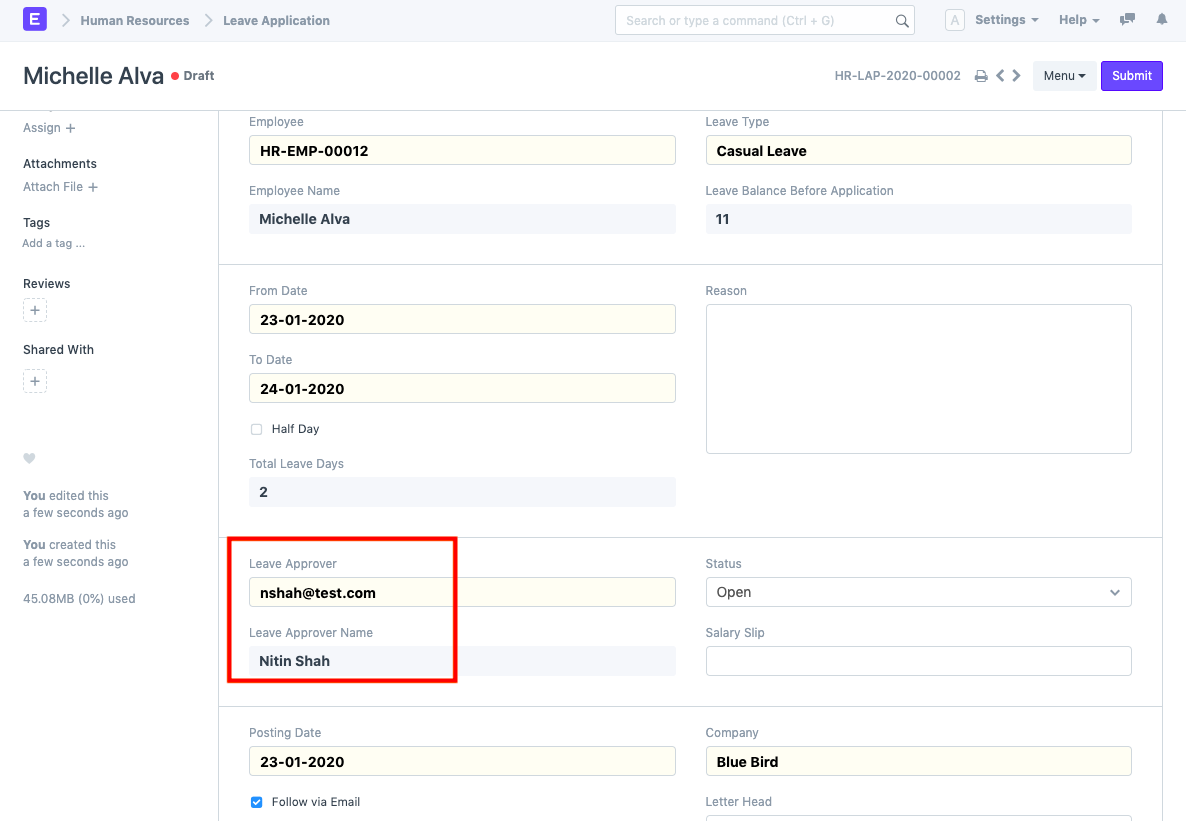 E
Human Resources
Leave Application
Search or type a command (Ctrl + G)
A
Settings
Help
Michelle Alva
Draft
HR-LAP-2020-00002
Menu
Submit
Assign +
Attachments
Attach File +
Tags
Add a tag ...
Reviews
+
Shared With
+
You edited this
a few seconds ago
You created this
a few seconds ago
45.08MB (0%) used
Employee
HR-EMP-00012
Employee Name
Michelle Alva
Leave Type
Casual Leave
Leave Balance Before Application
11
From Date
23-01-2020
To Date
24-01-2020
Half Day
Total Leave Days
2
Reason
Leave Approver
nshah@test.com
Leave Approver Name
Nitin Shah
Status
Open
Salary Slip
Posting Date
23-01-2020
Follow via Email
Company
Blue Bird
Letter Head